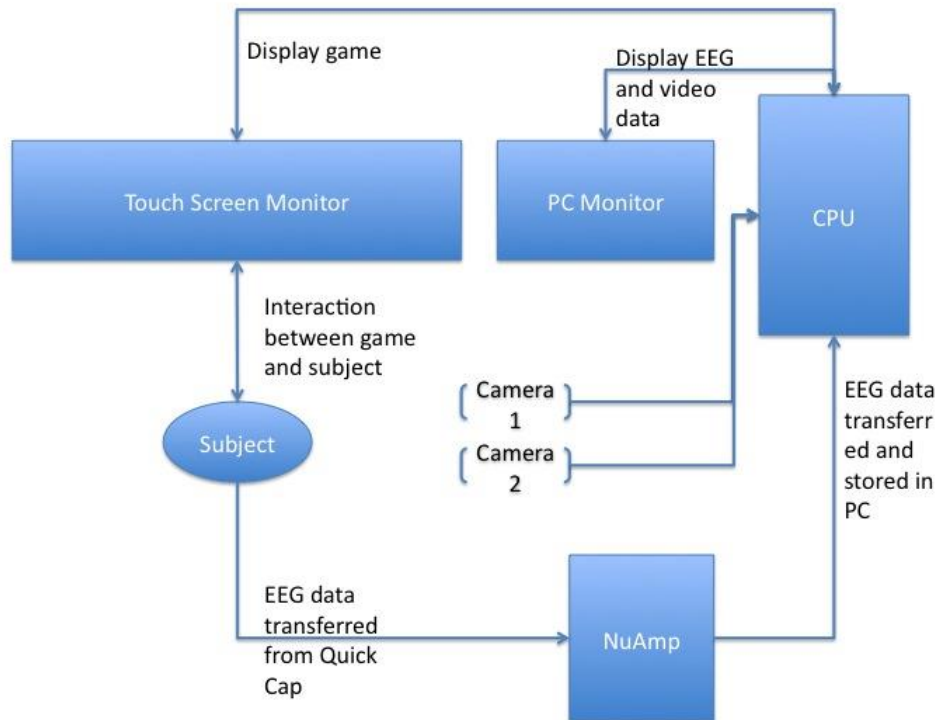 Display game
Display EEG
and video
data
Touch Screen Monitor
PC Monitor
CPU
Interaction
between game
and subject
Camera
1
Camera
2
Subject
EEG data
transferr
ed and
stored in
PC
EEG data
transferred
from Quick
Cap
NuAmp